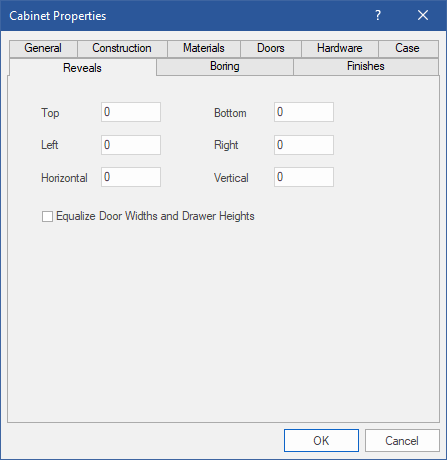 Cabinet Properties ?
General Construction Materials Doors Hardware Case
Reveals Boring Finishes
Top 0 Bottom 0
Left 0 Right 0
Horizontal 0 Vertical 0
Equalize Door Widths and Drawer Heights
OK Cancel